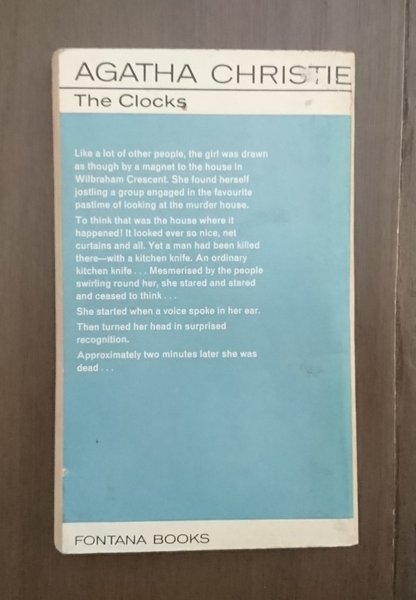 AGATHA CHRISTIE
The Clocks
Like a lot of other people, the girl was drawn
as though by a magnet to the house in
Wilbraham Crescent. She found herself
jostling a group engaged in the favourite
pastime of looking at the murder house.
To think that was the house where it
happened! It looked ever so nice, net
curtains and all. Yet a man had been killed
there—with a kitchen knife. An ordinary
kitchen knife . . . Mesmerised by the people
swirling round her, she stared and stared
and ceased to think . . .
She started when a voice spoke in her ear.
Then turned her head in surprised
recognition.
Approximately two minutes later she was
dead . . .
FONTANA BOOKS